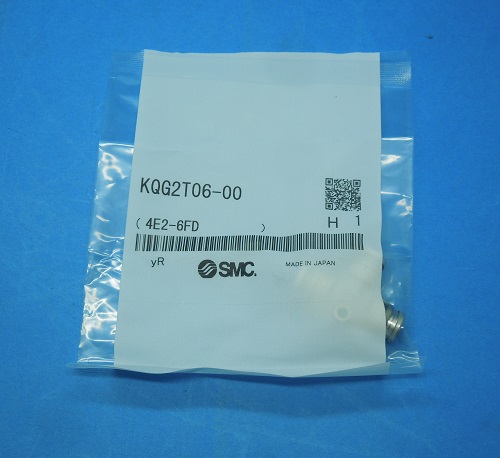 KQG2T06-00
( 4E2-6FD )
H 1
yR
SMC.
MADE IN JAPAN